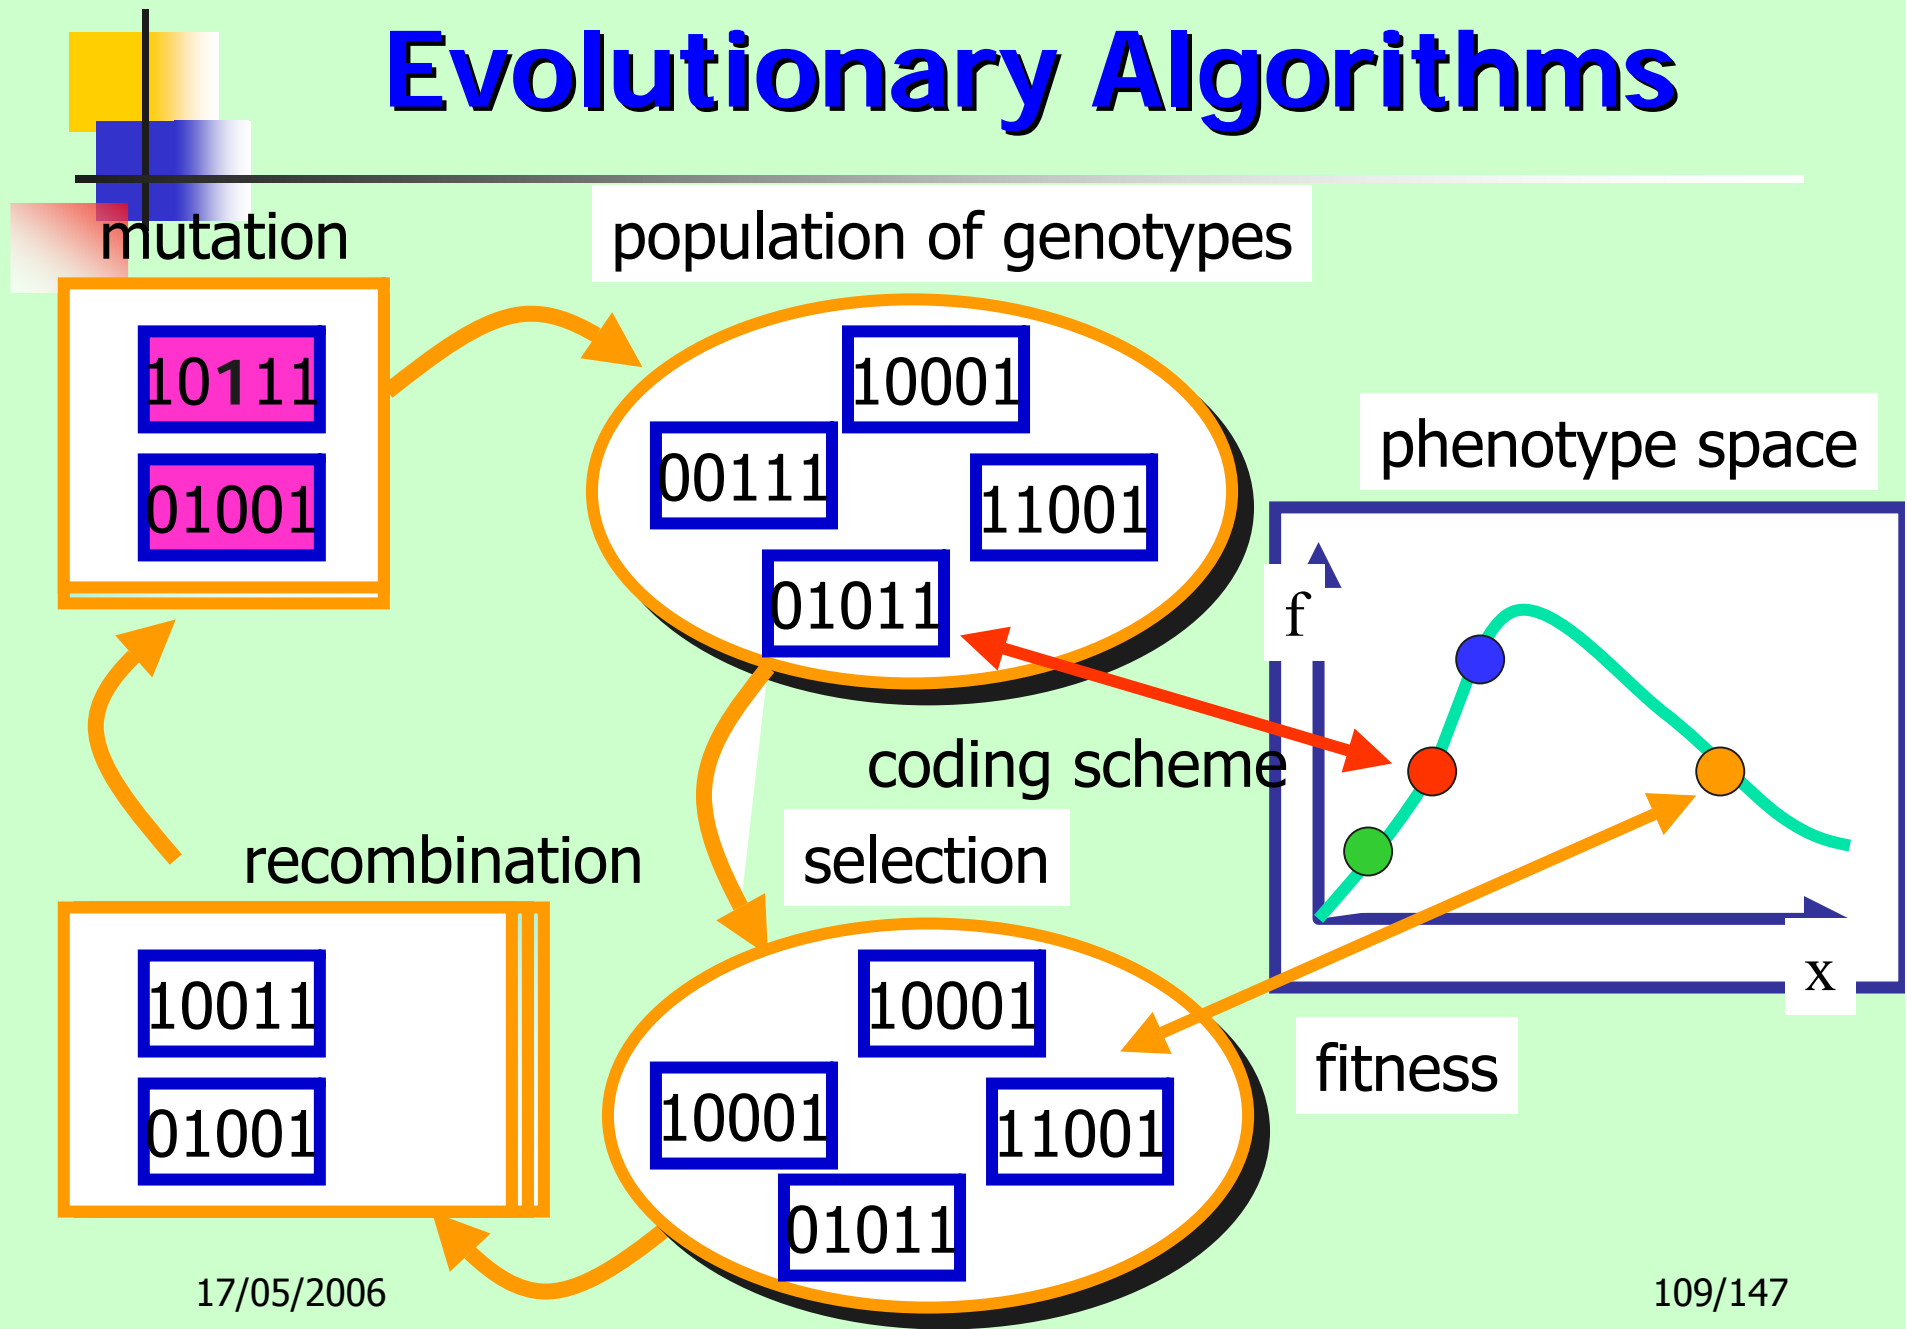 Evolutionary Algorithms
mutation
population of genotypes
10111
01001
10001
00111
11001
01011
phenotype space
f
x
coding scheme
recombination
selection
10011
01001
10001
10001
11001
01011
fitness
17/05/2006
109/147